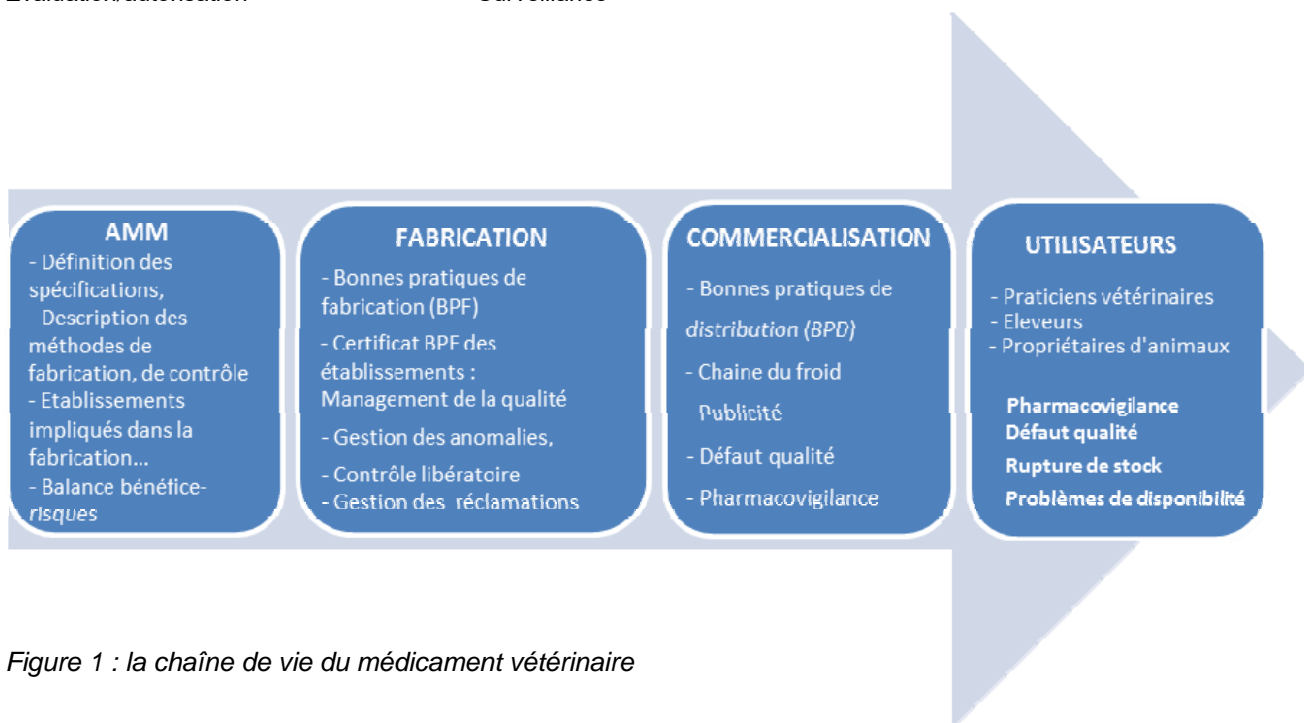 Evaluation/autorisation Surveillance
AMM
- Définition des
spécifications,
Description des
méthodes de
fabrication, de contrôle
- Etablissements
impliqués dans la
fabrication...
- Balance bénéfice-
risques
FABRICATION
- Bonnes pratiques de
fabrication (BPF)
- Certificat BPF des
établissements :
Management de la qualité
- Gestion des anomalies,
- Contrôle libératoire
- Gestion des réclamations
COMMERCIALISATION
- Bonnes pratiques de
distribution (BPD)
- Chaine du froid
Publicité
- Défaut qualité
- Pharmacovigilance
UTILISATEURS
- Praticiens vétérinaires
- Eleveurs
- Propriétaires d'animaux
Pharmacovigilance
Défaut qualité
Rupture de stock
Problèmes de disponibilité
Figure 1 : la chaîne de vie du médicament vétérinaire